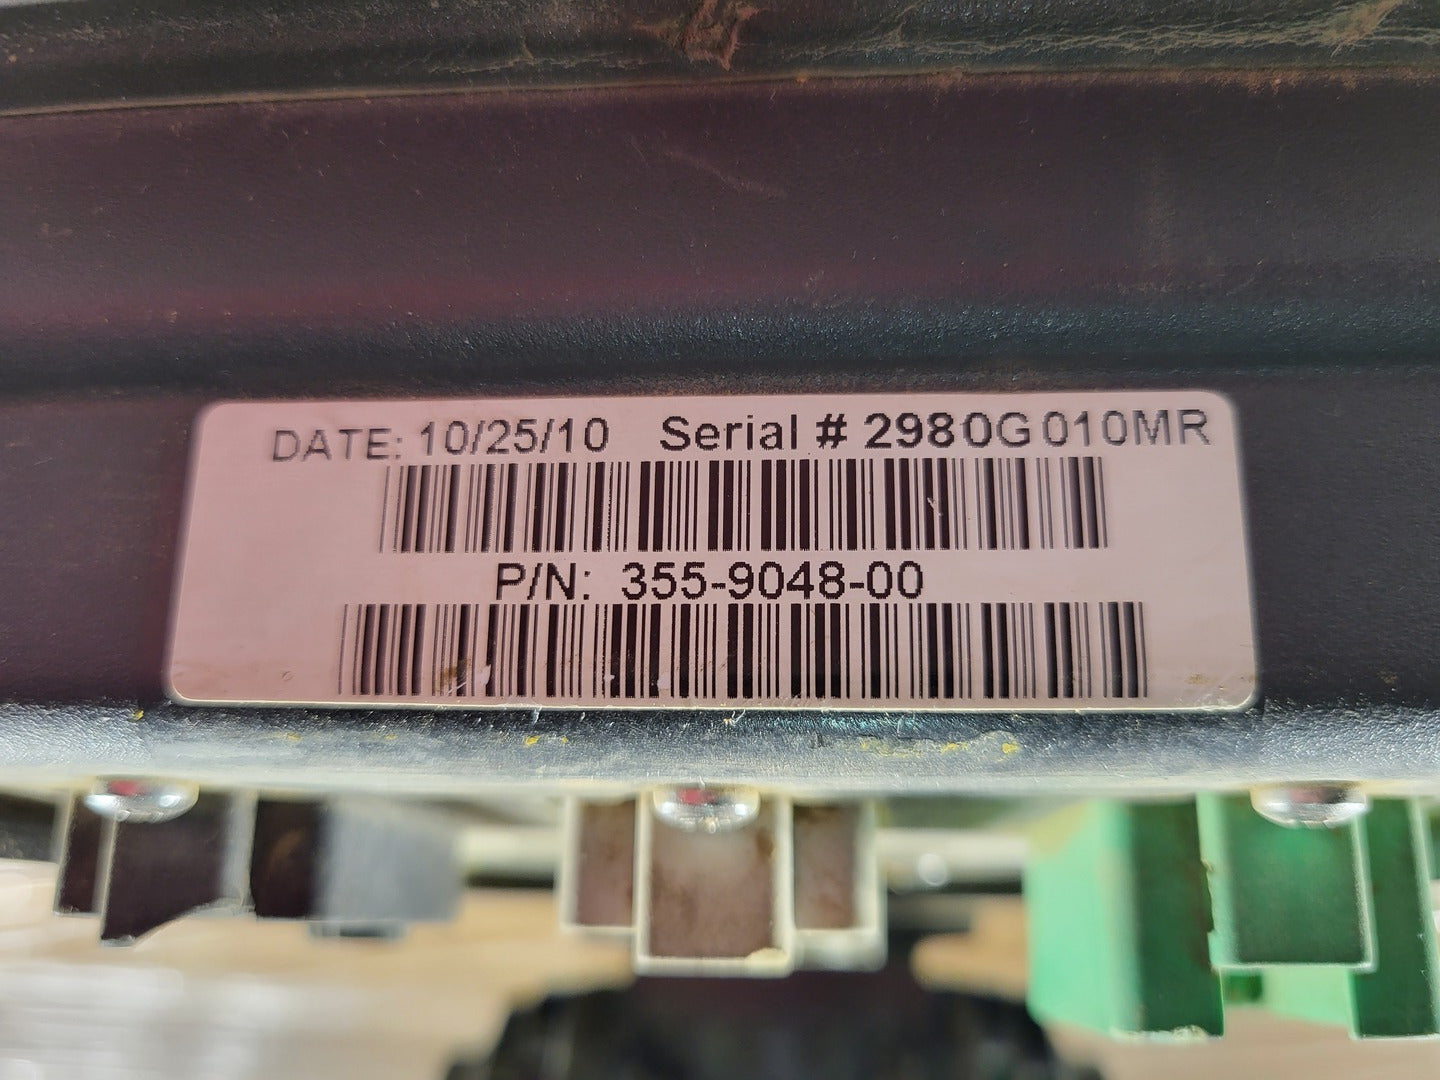 DATE: 10/25/10 Serial # 2980G010MR
P/N: 355-9048-00